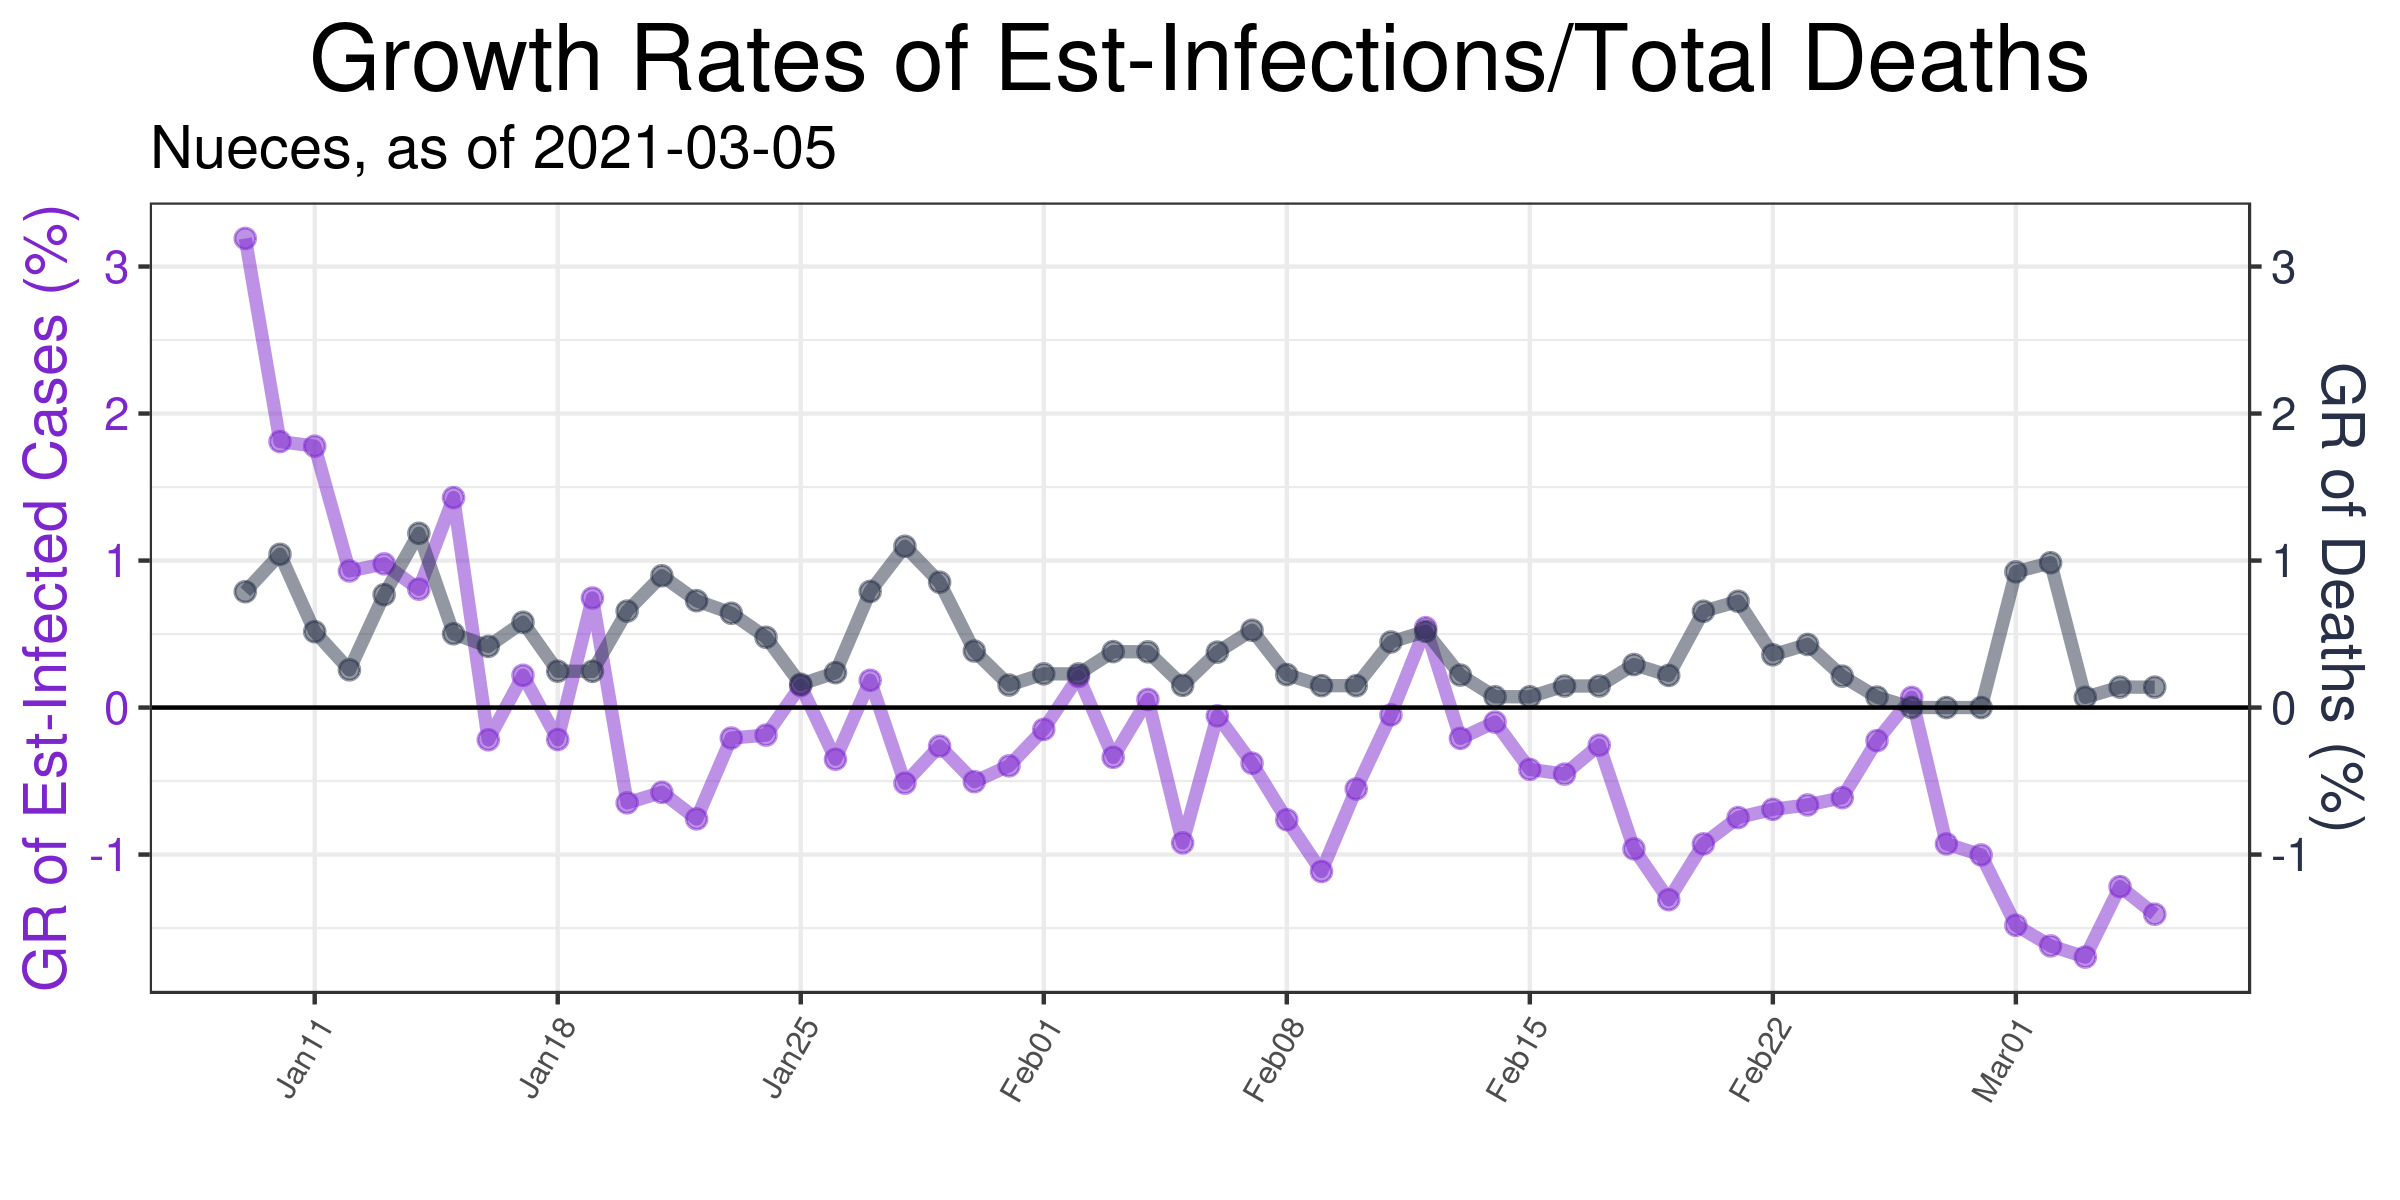 Growth Rates of Est-Infections/Total Deaths
Nueces, as of 2021-03-05
GR of Est-Infected Cases (%)
3
2
1
0
-1
3
2
1
0
-1
GR of Deaths (%)
Jan11
Jan18
Jan25
Feb01
Feb08
Feb15
Feb22
Mar01